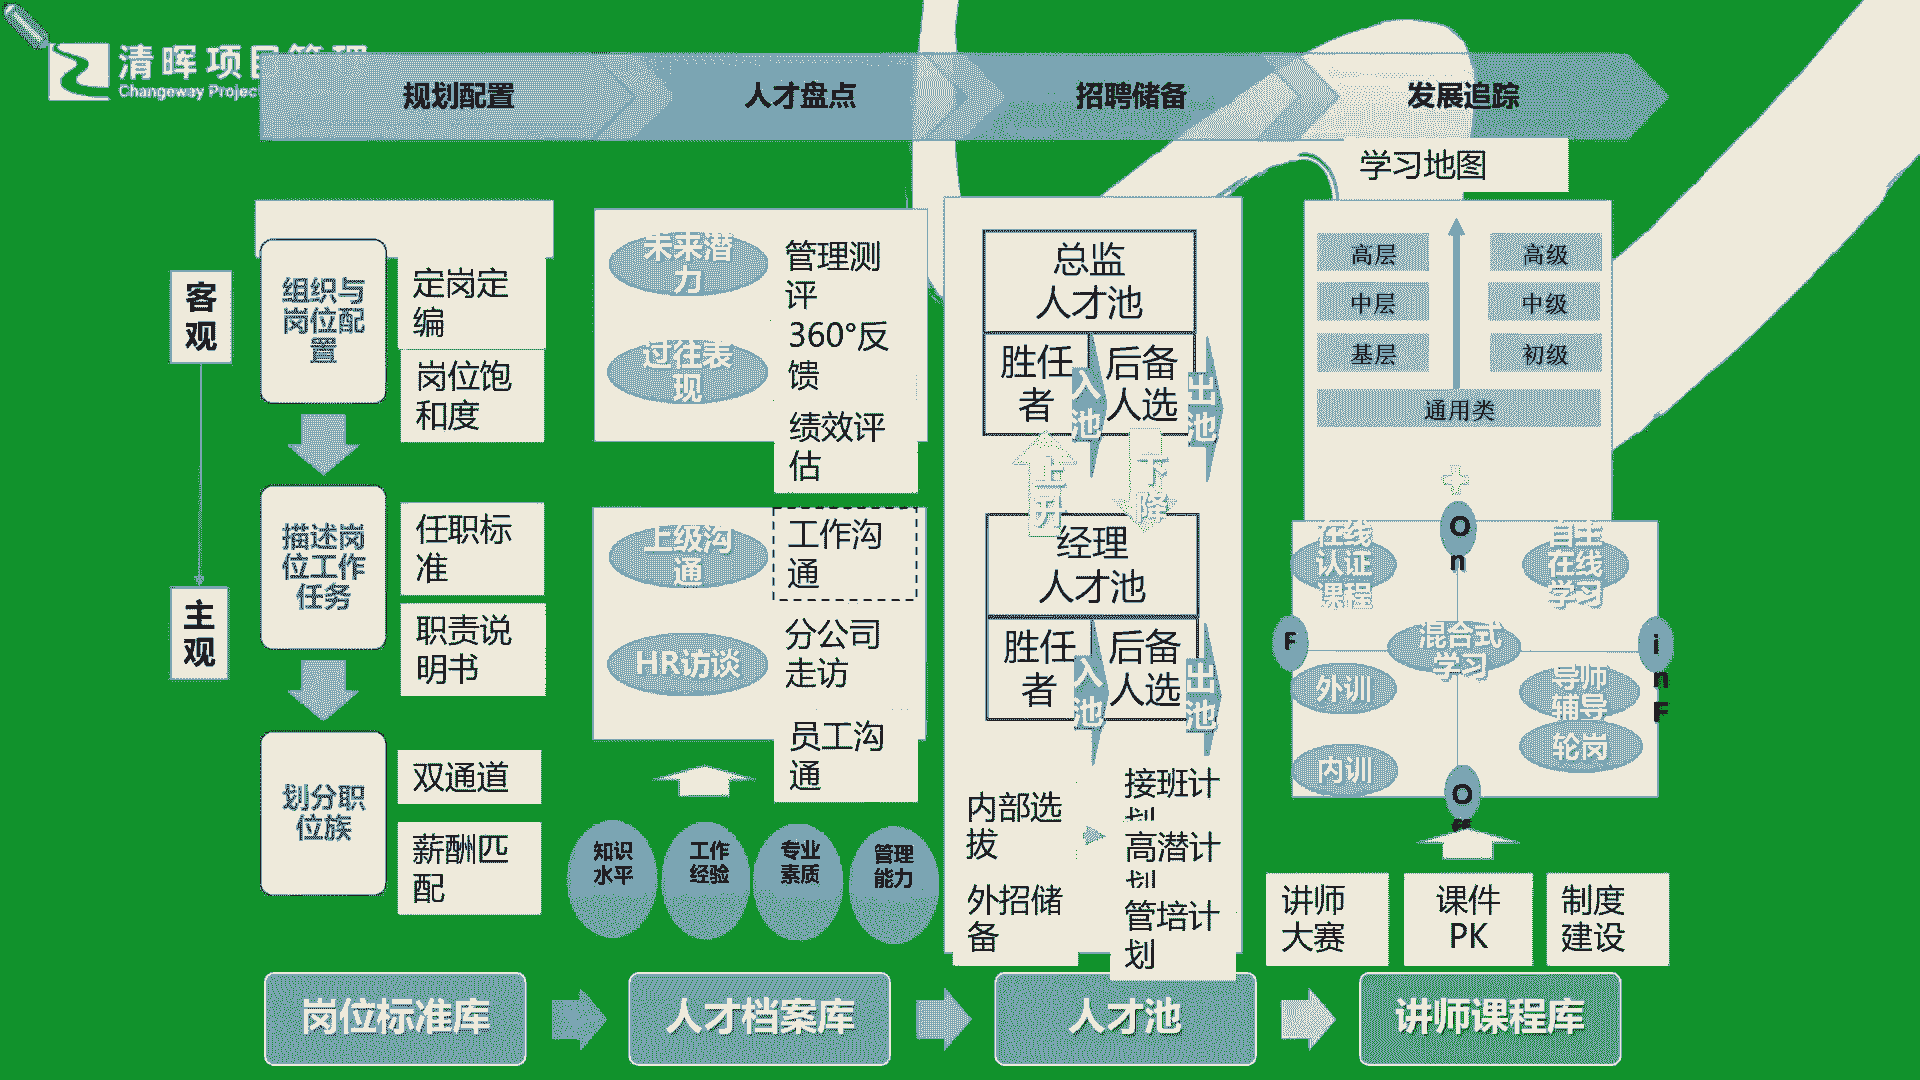 清晖项目管理
Changeway Projec
规划配置
人才盘点
招聘储备
发展追踪
客
观
主
观
组织与
岗位配
置
定岗定
编
岗位饱
和度
描述岗
位工作
任务
任职标
准
职责说
明书
划分职
位族
双通道
薪酬匹
配
未来潜
力
过往表
现
管理测
评
360°反
馈
绩效评
估
上级沟
通
HR访谈
工作沟
通
分公司
走访
员工沟
通
知识
水平
工作
经验
专业
素质
管理
能力
总监
人才池
胜任
者
入
池
后备
人选
出
池
上
升
下
降
经理
人才池
胜任
者
入
池
后备
人选
出
池
内部选
拔
外招储
备
接班计
划
高潜计
划
管培计
划
学习地图
高层
高级
中层
中级
基层
初级
通用类
O
n
在线
认证
课程
自主
在线
学习
F
混合式
学习
i
n
F
外训
导师
辅导
轮岗
内训
O
讲师
大赛
课件
PK
制度
建设
岗位标准库
人才档案库
人才池
讲师课程库